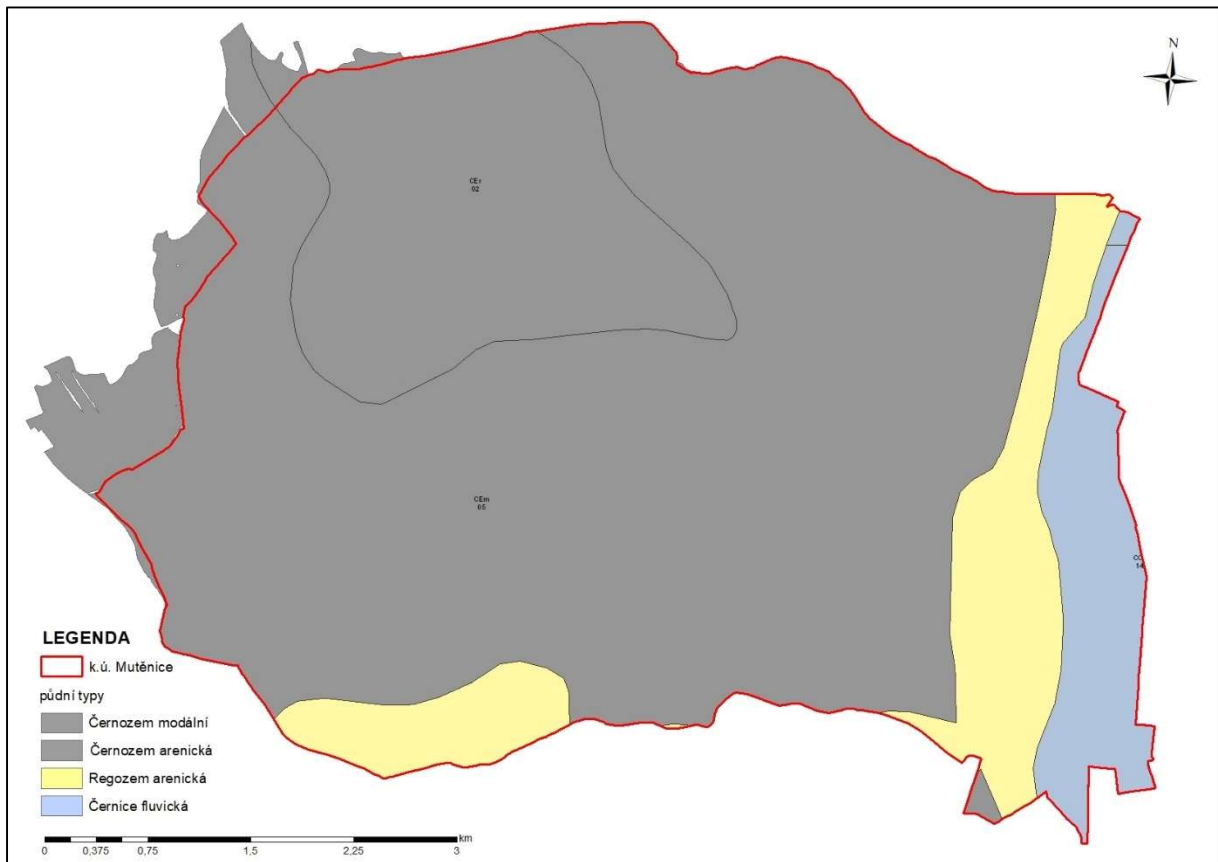 N
CEr
02
CEm
05
14
LEGENDA
k.ú. Mutěnice
půdní typy
Černozem modální
Černozem arenická
Regozem arenická
Černice fluvická
km
0 0,375 0,75 1,5 2,25 3